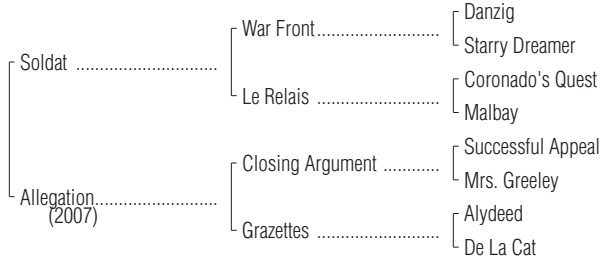 Danzig
War Front..........................
Starry Dreamer
Soldat ..............................
Coronado's Quest
Le Relais ..........................
Malbay
Successful Appeal
Closing Argument ............
Mrs. Greeley
Allegation..........................
(2007)
Alydeed
Grazettes ..........................
De La Cat